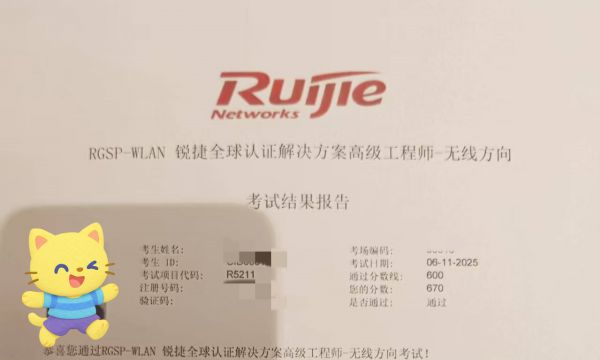 RUIJIE
Networks
RGSP-WLAN 锐捷全球认证解决方案高级工程师-无线方向
考试结果报告
考生姓名: 考场编码:
考生 ID: 考试日期: 06-11-2025
考试项目代码: R5211 通过分数线: 600
注册号码: 您的分数: 670
验证码: 是否通过: 通过
恭喜您通过RGSP-WLAN 锐捷全球认证解决方案高级工程师-无线方向考试!